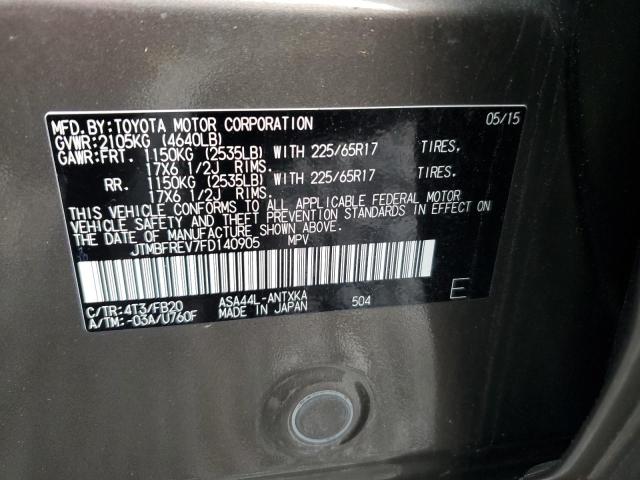 MFD.BY:TOYOTA MOTOR CORPORATION 05/15
GVWR:2105KG (4640LB)
GAWR:FRT. 1150KG (2535LB) WITH 225/65R17 TIRES.
17X6 1/2J RIMS.
RR. 1150KG (2535LB) WITH 225/65R17 TIRES.
17X6 1/2J RIMS.
THIS VEHICLE CONFORMS TO ALL APPLICABLE FEDERAL MOTOR
VEHICLE SAFETY AND THEFT PREVENTION STANDARDS IN EFFECT ON
THE DATE OF MANUFACTURE SHOWN ABOVE.
JTMBFREV7FD140905 MPV
C/TR:4T3/FB20 ASA44L-ANTXKA 504 E
A/TM:-03A/U760F MADE IN JAPAN